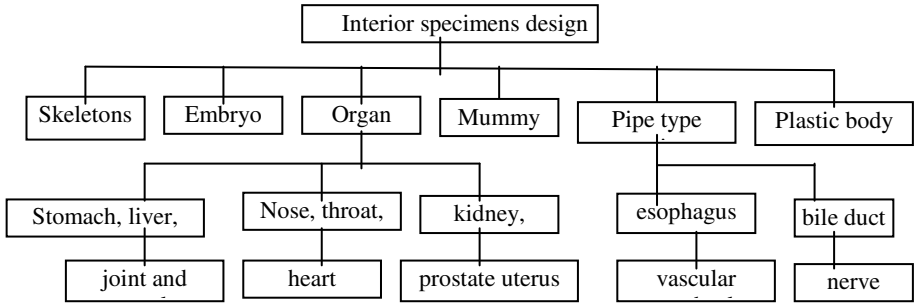 Interior specimens design
Skeletons
Embryo
Organ
Mummy
Pipe type
Plastic body
Stomach, liver,
Nose, throat,
kidney,
esophagus
bile duct
joint and
heart
prostate uterus
vascular
nerve